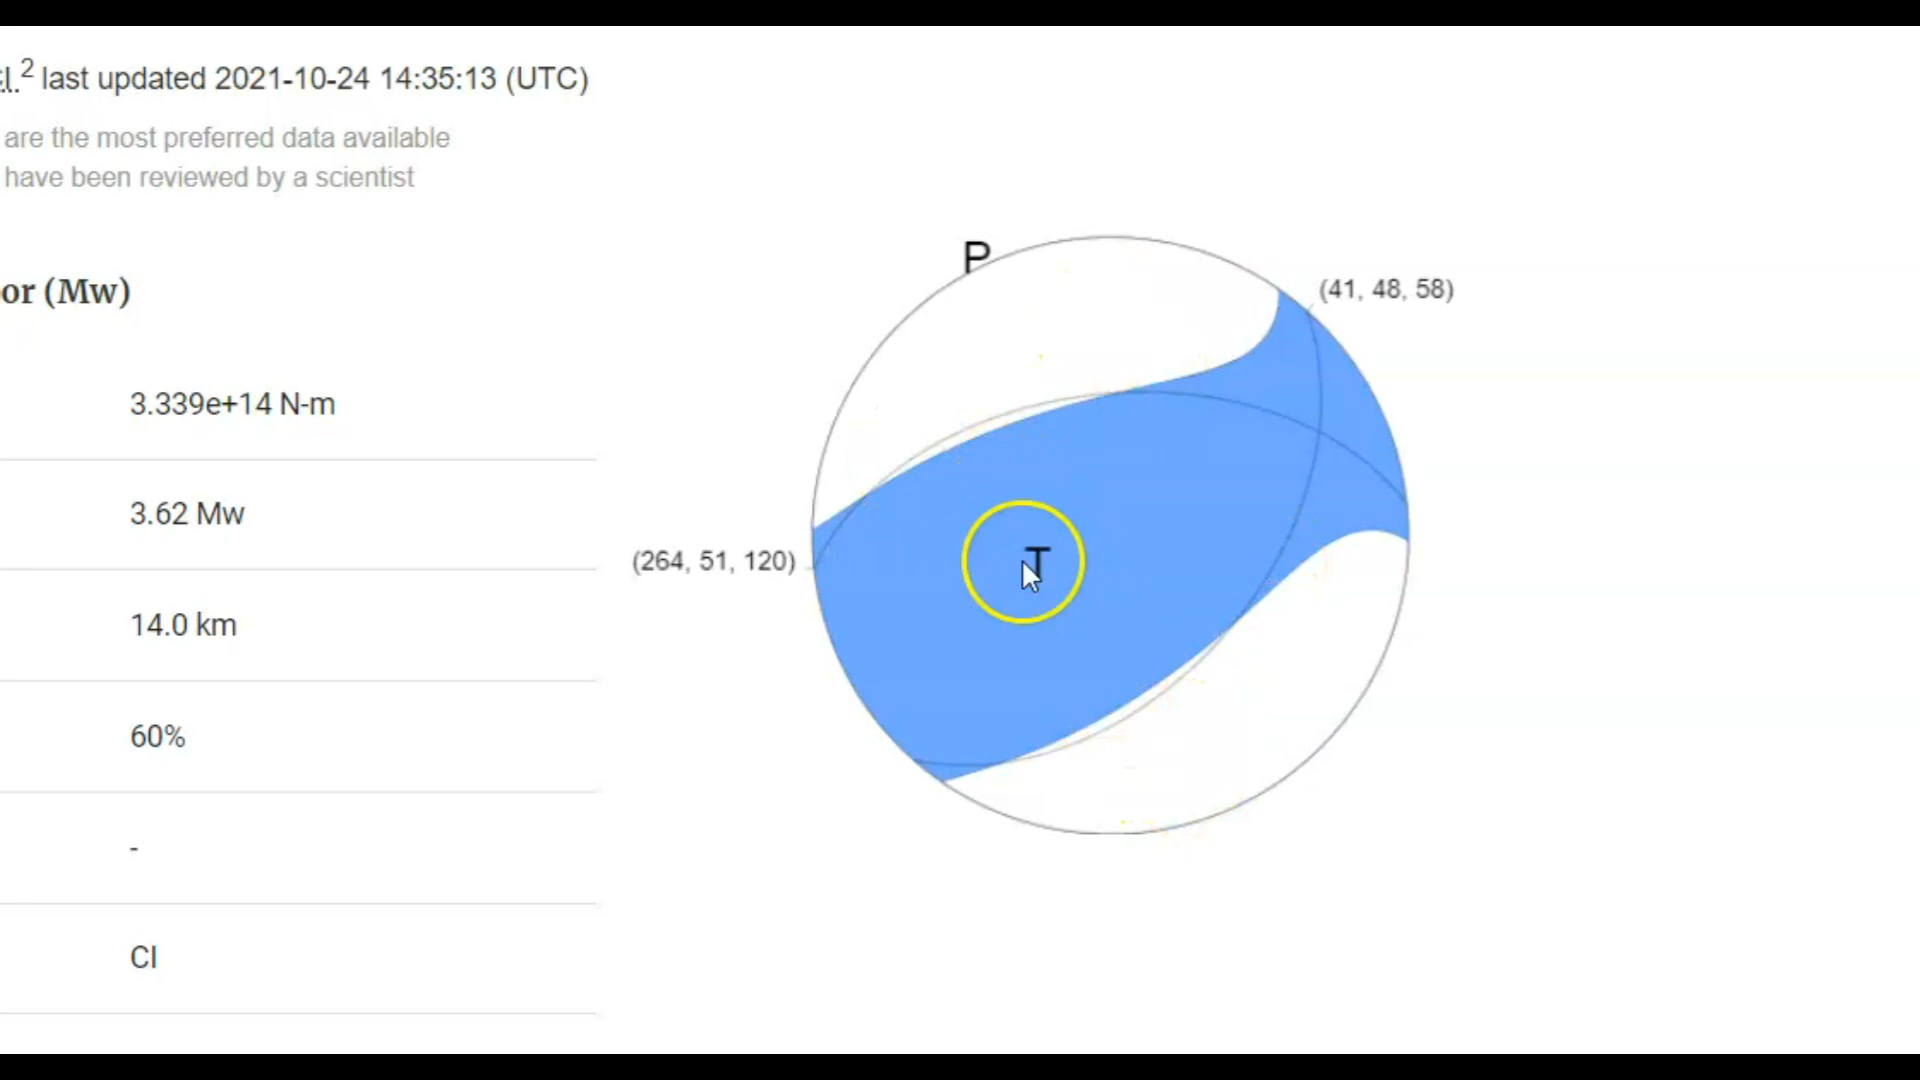 last updated 2021-10-24 14:35:13 (UTC)
are the most preferred data available
have been reviewed by a scientist
or (Mw)
3.339e+14 N-m
3.62 Mw
14.0 km
60%
-
CI
P
(41, 48, 58)
(264, 51, 120)
T